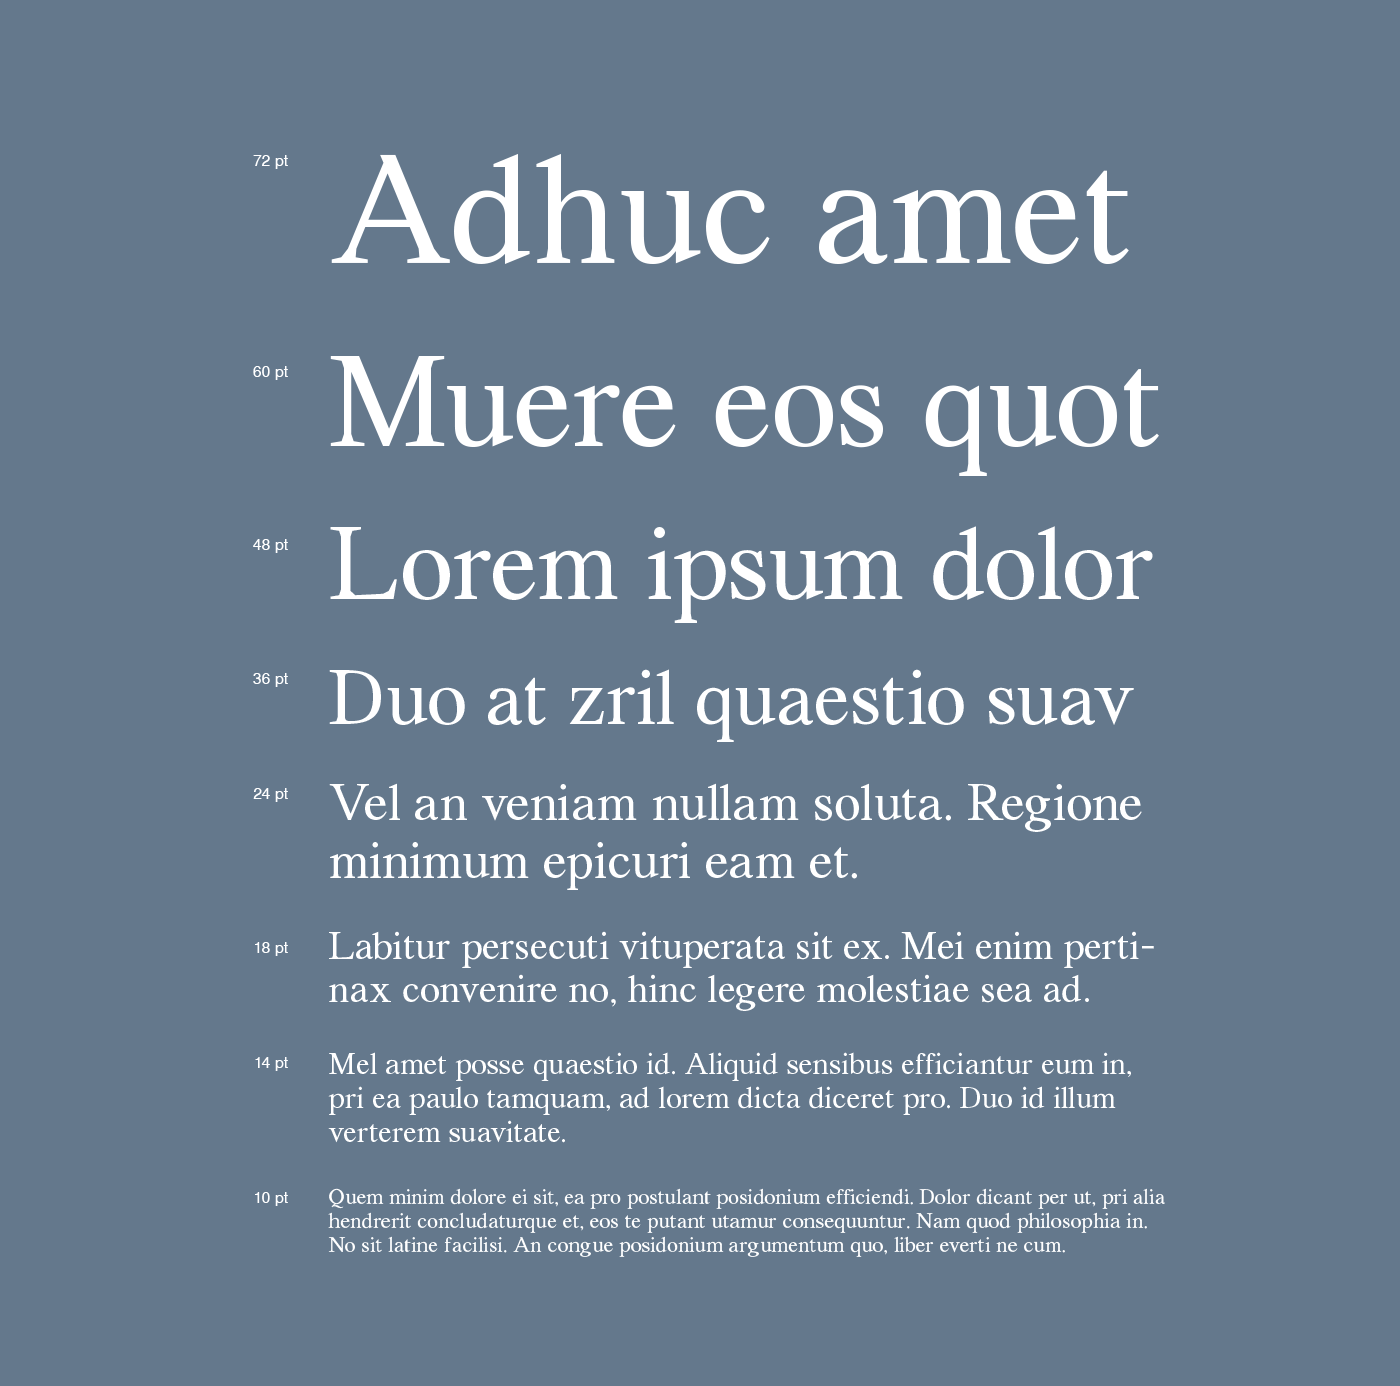 72 pt Adhuc amet
60 pt Muere eos quot
48 pt Lorem ipsum dolor
36 pt Duo at zril quaestio suav
24 pt Vel an veniam nullam soluta. Regione
minimum epicuri eam et.
18 pt Labitur persecuti vituperata sit ex. Mei enim perti-
nax convenire no, hinc legere molestiae sea ad.
14 pt Mel amet posse quaestio id. Aliquid sensibus efficiantur eum in,
pri ea paulo tamquam, ad lorem dicta diceret pro. Duo id illum
verterem suavitate.
10 pt Quem minim dolore ei sit, ea pro postulant posidonium efficiendi. Dolor dicant per ut, pri alia
hendrerit concludaturque et, eos te putant utamur consequuntur. Nam quod philosophia in.
No sit latine facilisi. An congue posidonium argumentum quo, liber everti ne cum.